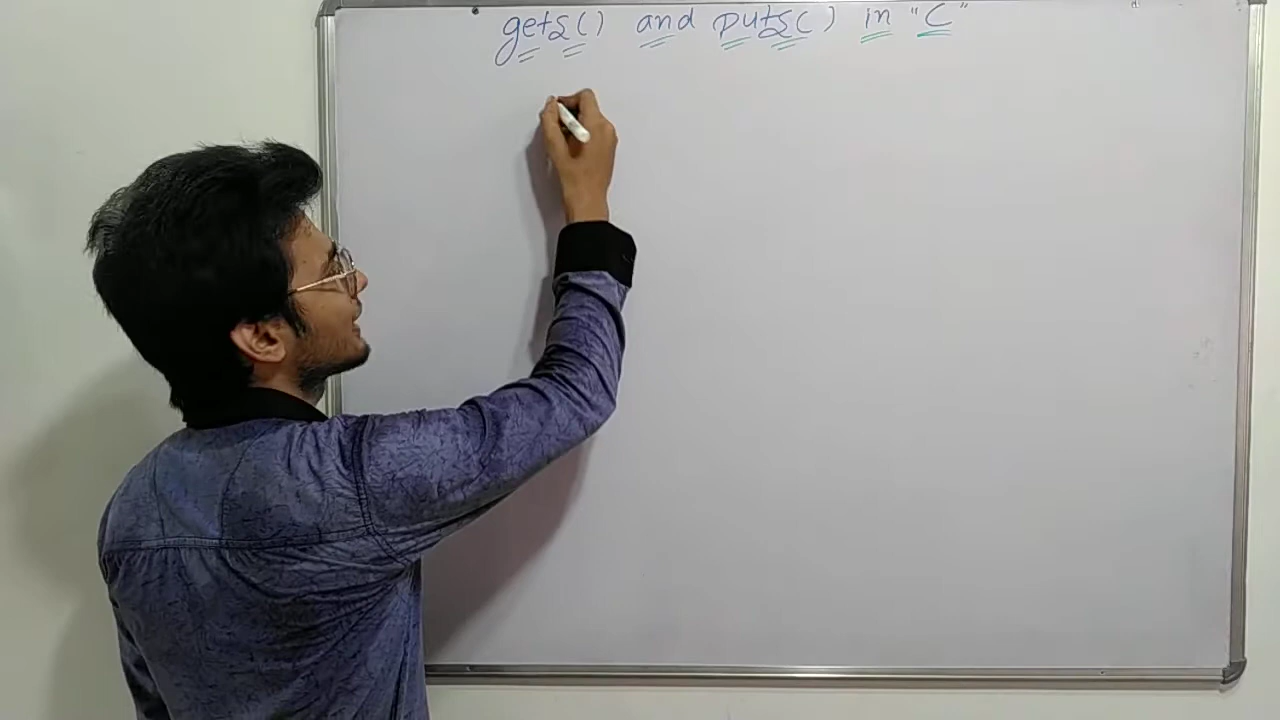 gets() and puts() in "C"